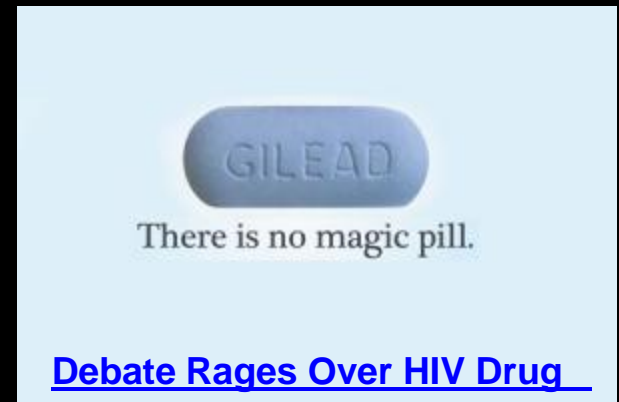 GILEAD
There is no magic pill.
Debate Rages Over HIV Drug